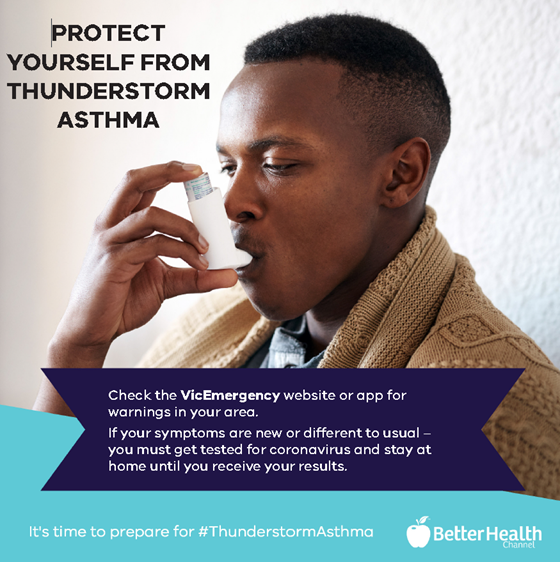 PROTECT
YOURSELF FROM
THUNDERSTORM
ASTHMA
Check the VicEmergency website or app for
warnings in your area.
If your symptoms are new or different to usual –
you must get tested for coronavirus and stay at
home until you receive your results.
It's time to prepare for #ThunderstormAsthma
BetterHealth
Channel